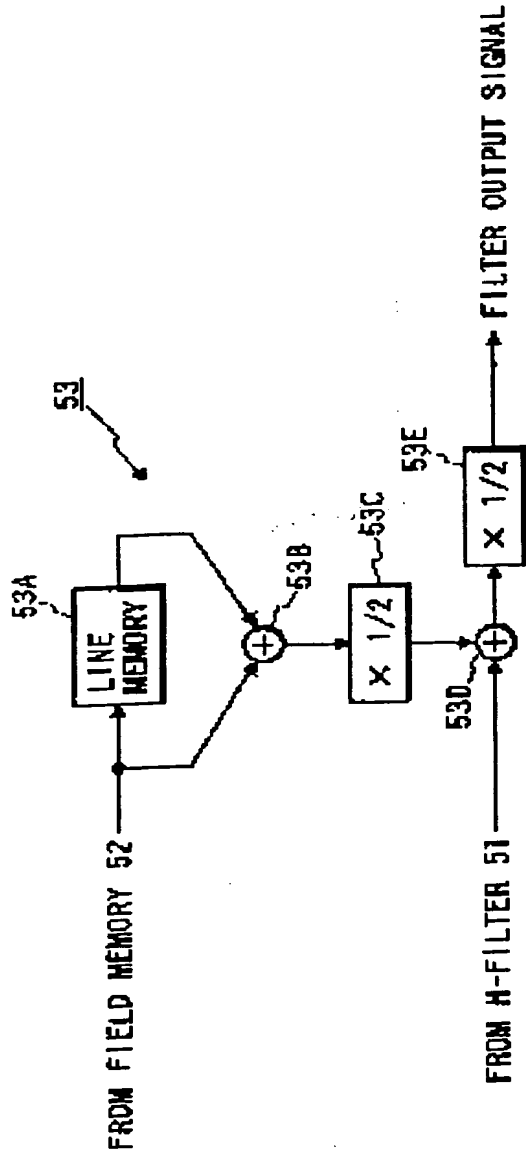 53
53A
LINE
MEMORY
FROM FIELD MEMORY 52
+
53B
× 1/2
53C
FROM H-FILTER 51
+
53D
× 1/2
53E
FILTER OUTPUT SIGNAL